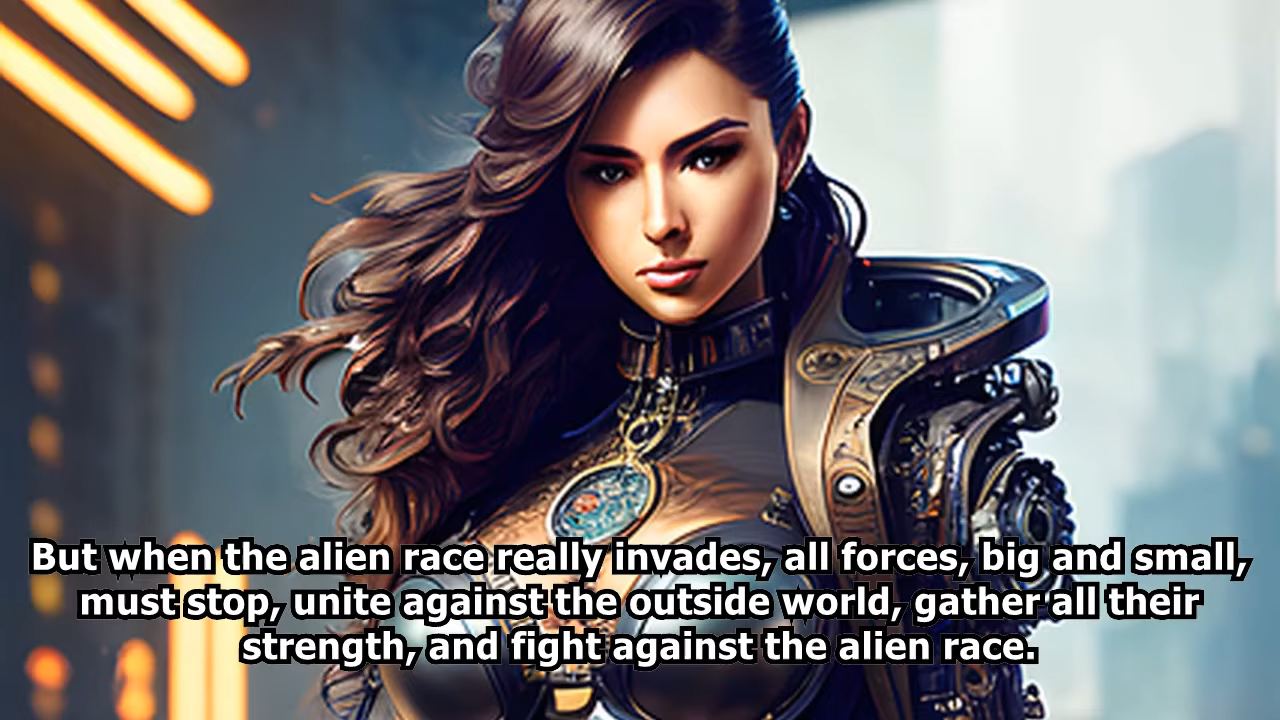 But when the alien race really invades, all forces, big and small,
must stop, unite against the outside world, gather all their
strength, and fight against the alien race.